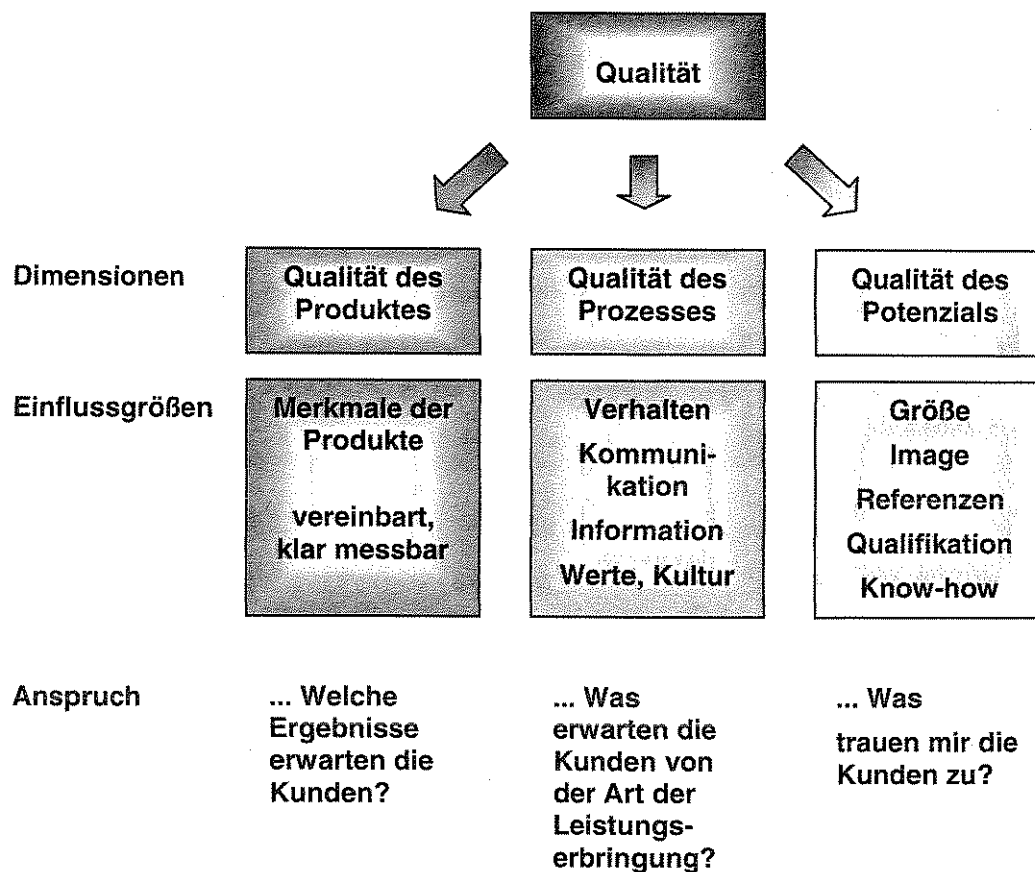 Qualität
Dimensionen
Qualität des
Produktes
Qualität des
Prozesses
Qualität des
Potenzials
Einflussgrößen
Merkmale der
Produkte
vereinbart,
klar messbar
Verhalten
Kommuni-
kation
Information
Werte, Kultur
Größe
Image
Referenzen
Qualifikation
Know-how
Anspruch
... Welche
Ergebnisse
erwarten die
Kunden?
... Was
erwarten die
Kunden von
der Art der
Leistungs-
erbringung?
... Was
trauen mir die
Kunden zu?